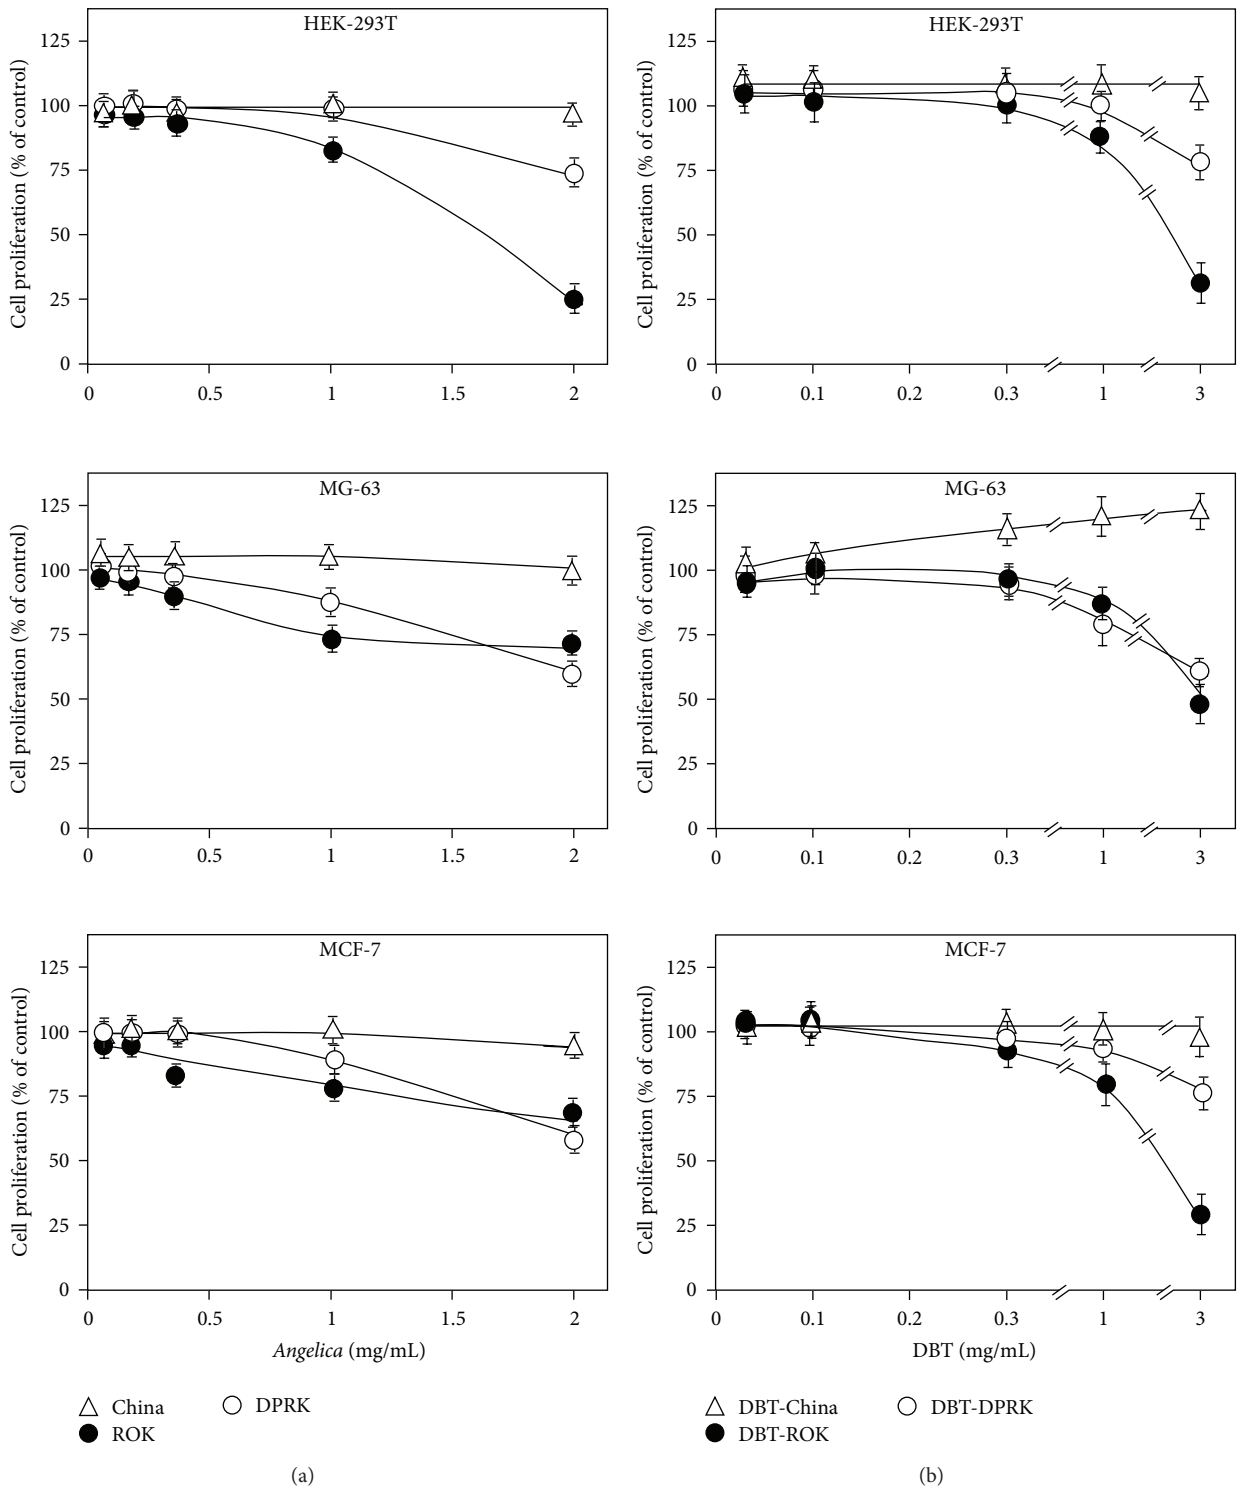 HEK-293T
Cell proliferation (% of control)
125
100
75
50
25
0
0 0.5 1 1.5 2
HEK-293T
Cell proliferation (% of control)
125
100
75
50
25
0
0 0.1 0.2 0.3 1 3
MG-63
Cell proliferation (% of control)
125
100
75
50
25
0
0 0.5 1 1.5 2
MG-63
Cell proliferation (% of control)
125
100
75
50
25
0
0 0.1 0.2 0.3 1 3
MCF-7
Cell proliferation (% of control)
125
100
75
50
25
0
0 0.5 1 1.5 2
Angelica (mg/mL)
MCF-7
Cell proliferation (% of control)
125
100
75
50
25
0
0 0.1 0.2 0.3 1 3
DBT (mg/mL)
China DPRK
ROK
(a)
DBT-China DBT-DPRK
DBT-ROK
(b)